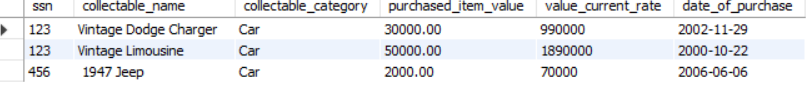 ssn collectable_name collectable_category purchased_item_value value_current_rate date_of_purchase
123 Vintage Dodge Charger Car 30000.00 990000 2002-11-29
123 Vintage Limousine Car 50000.00 1890000 2000-10-22
456 1947 Jeep Car 2000.00 70000 2006-06-06